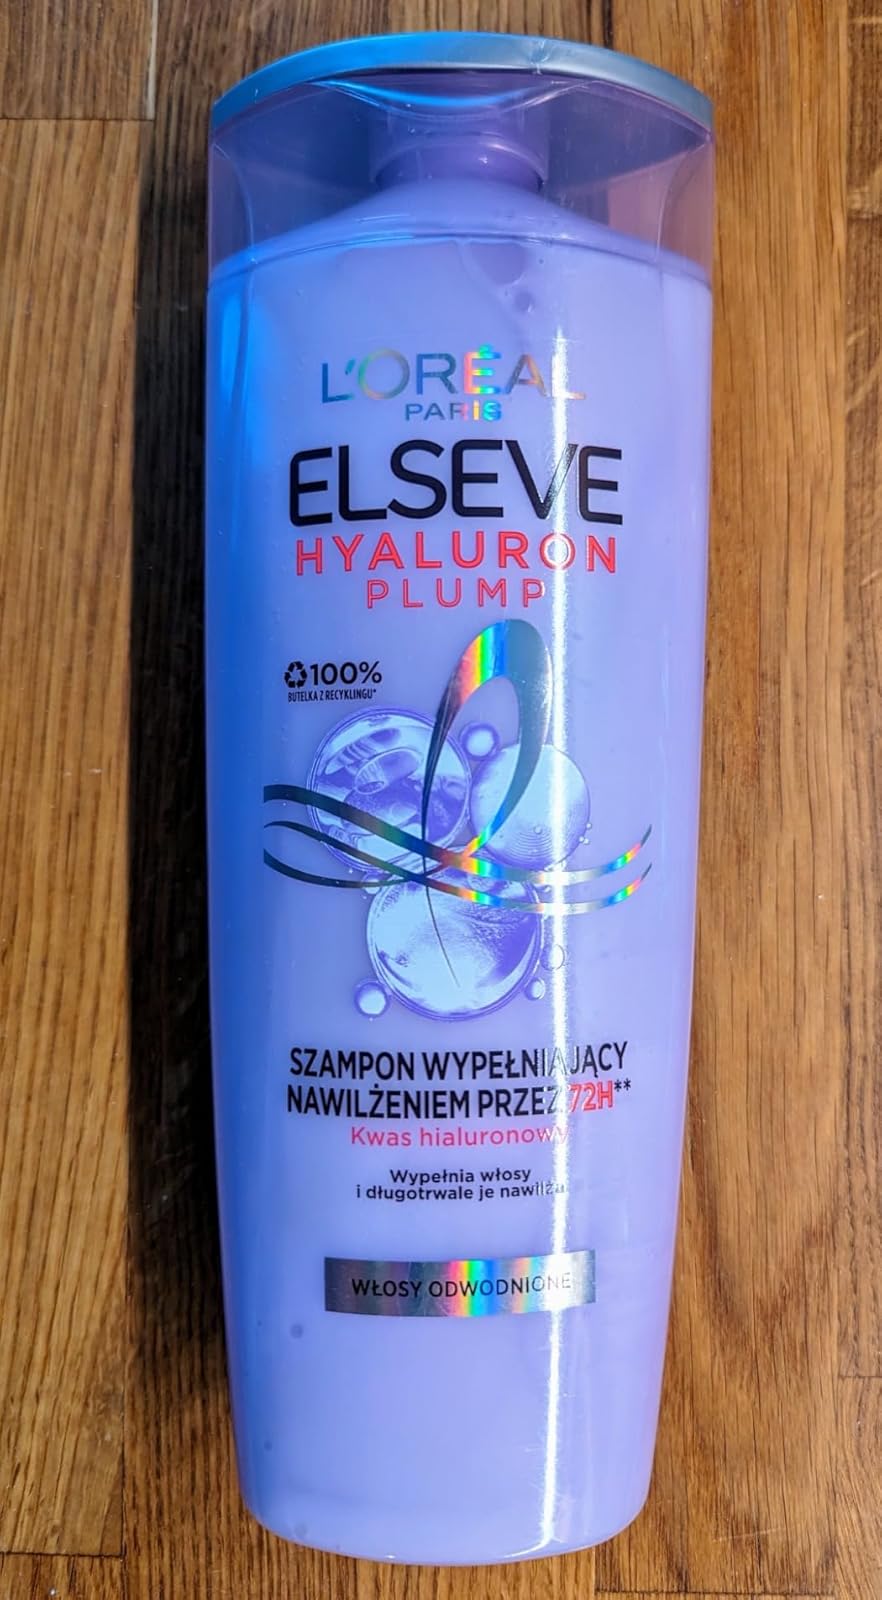 L'ORÉAL
PARIS
ELSEVE
HYALURON
PLUMP
100%
BUTELKA Z RECYKLINGU*
SZAMPON WYPEŁNIAJĄCY
NAWILŻENIEM PRZEZ 72H**
Kwas hialuronowy
Wypełnia włosy
i długotrwale je nawilża
WŁOSY ODWODNIONE